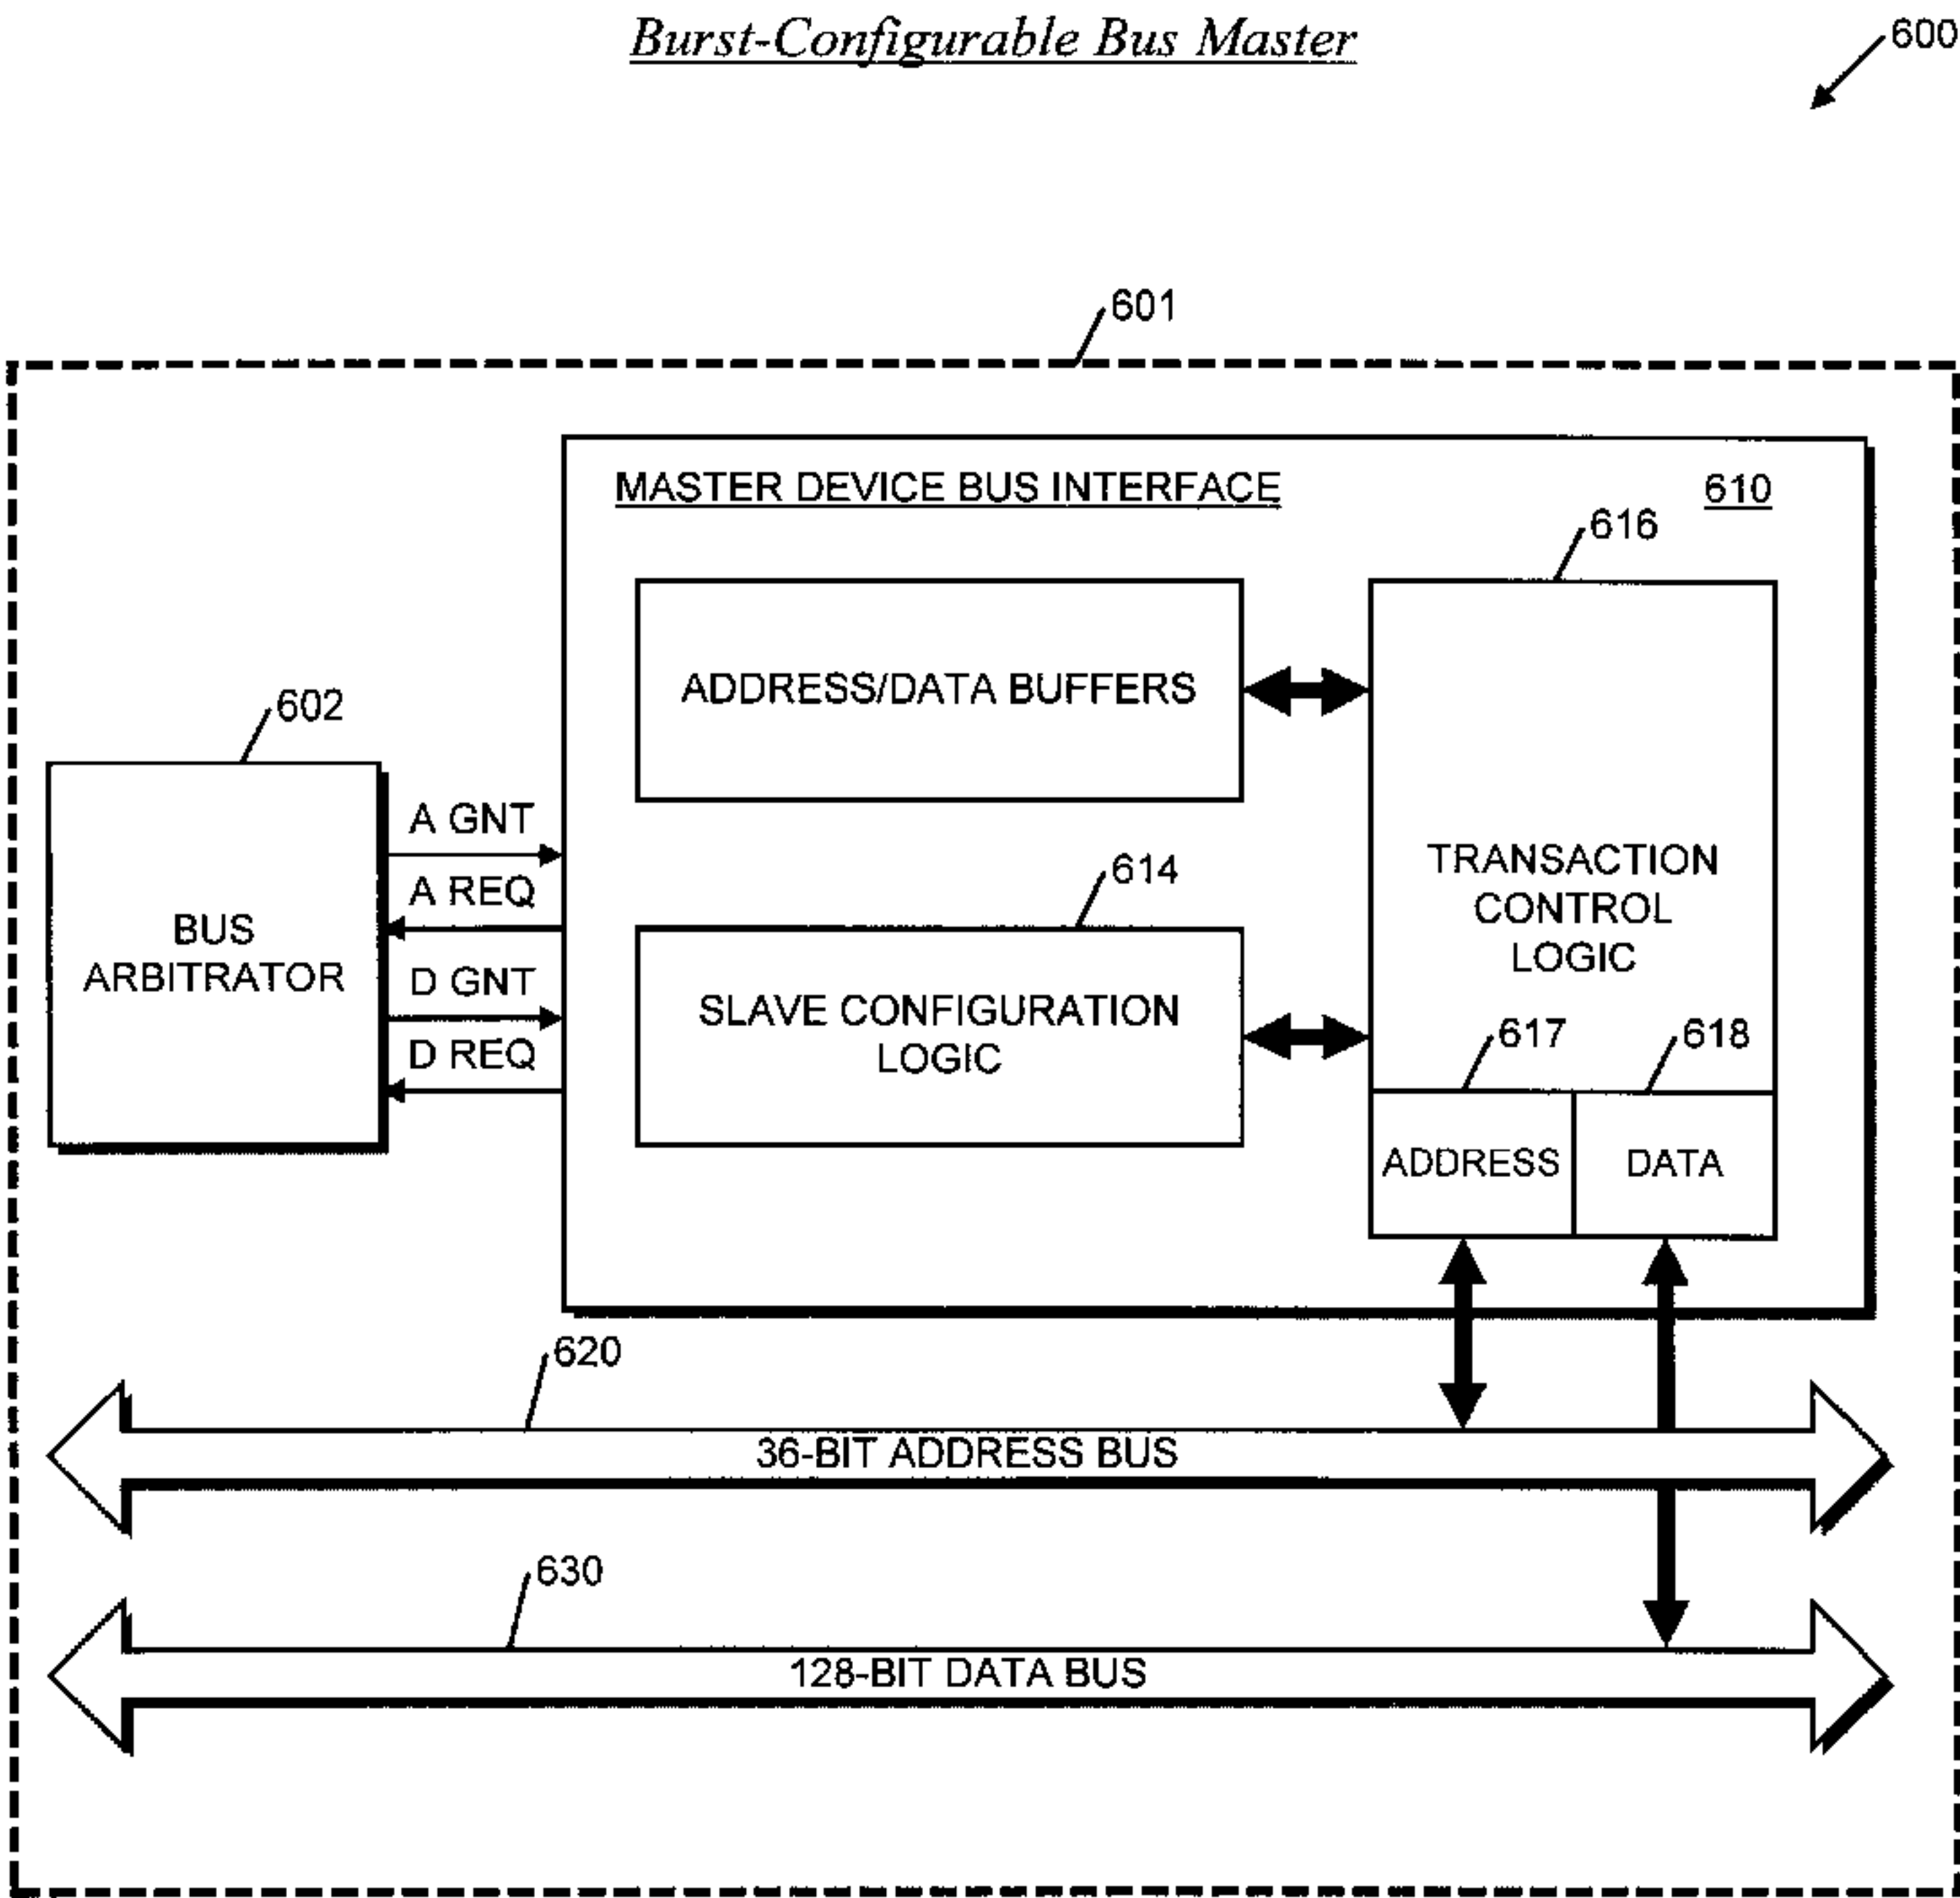 Burst-Configurable Bus Master
600
601
MASTER DEVICE BUS INTERFACE
610
616
ADDRESS/DATA BUFFERS
602
A GNT
A REQ
D GNT
D REQ
BUS
ARBITRATOR
614
SLAVE CONFIGURATION
LOGIC
TRANSACTION
CONTROL
LOGIC
617
618
ADDRESS
DATA
620
36-BIT ADDRESS BUS
630
128-BIT DATA BUS